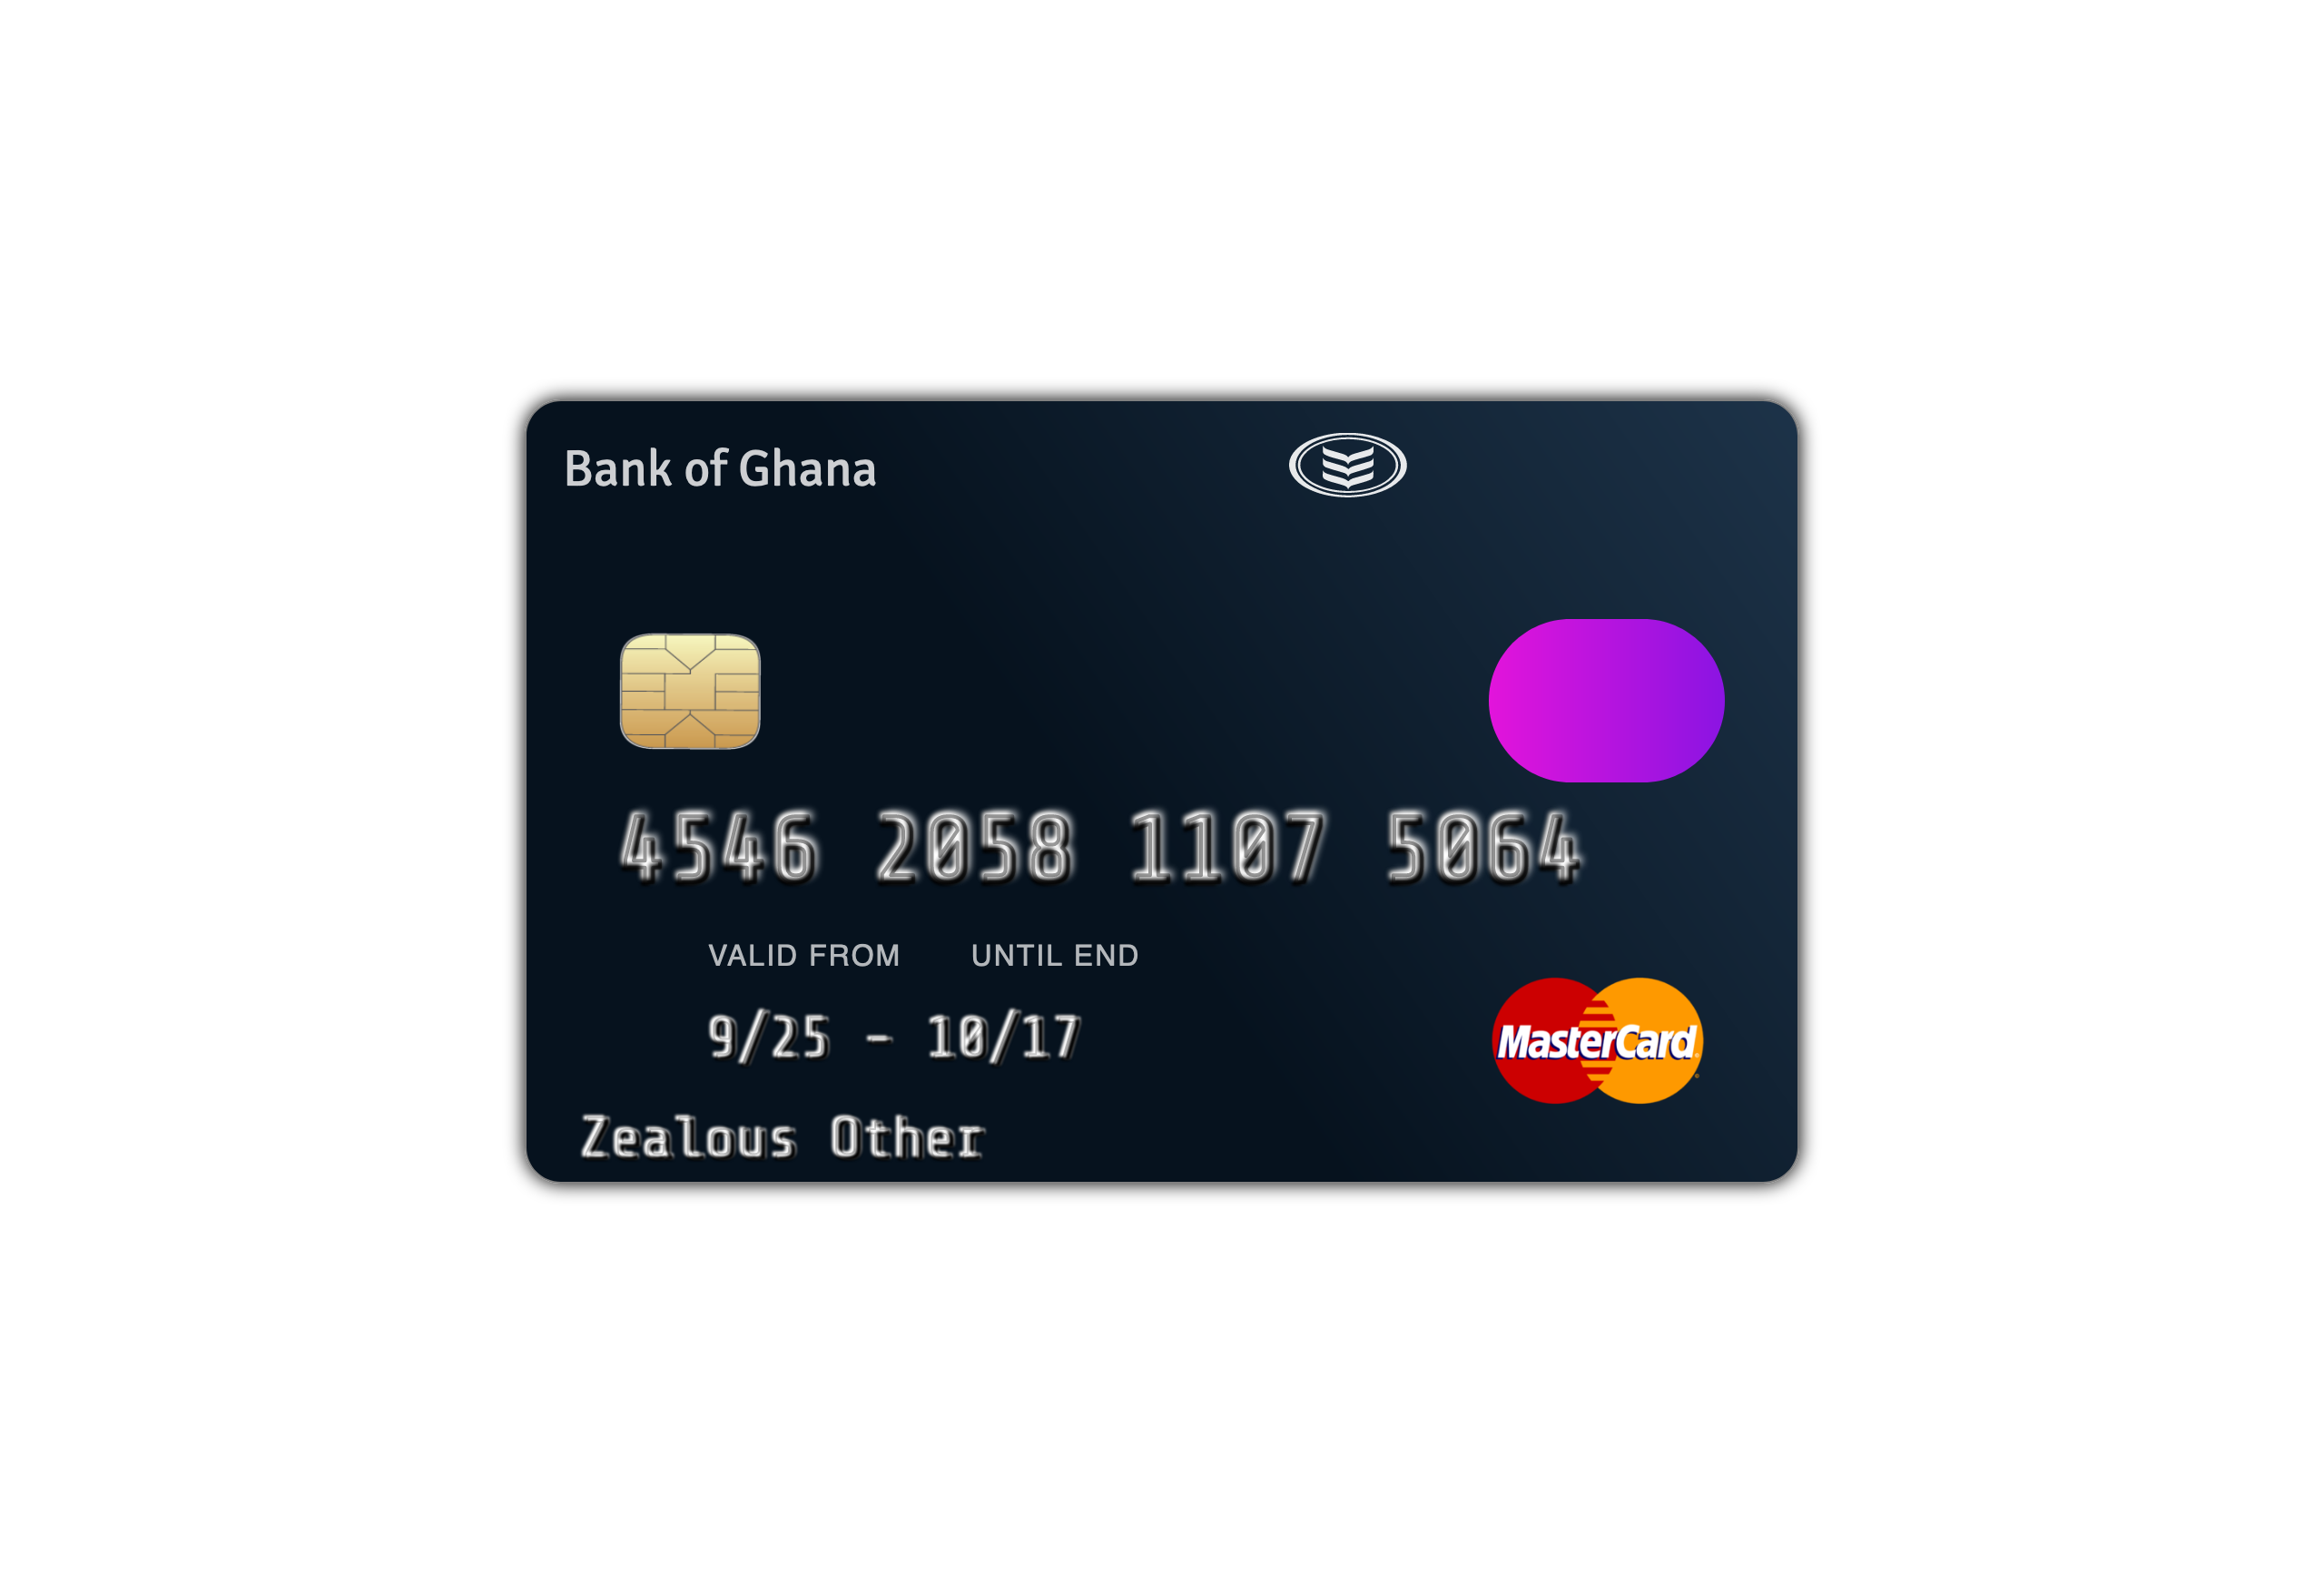 Bank of Ghana
4546 2058 1107 5064
VALID FROM UNTIL END
9/25 - 10/17
MasterCard
Zealous Other